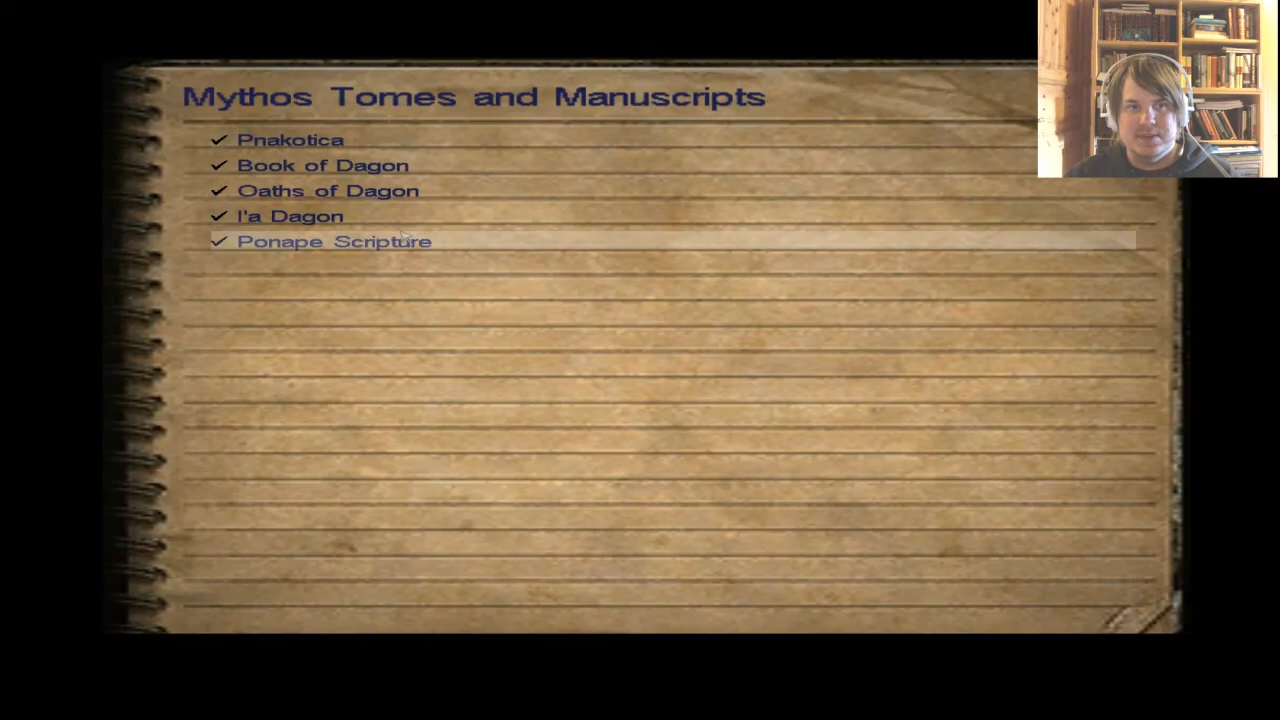 Mythos Tomes and Manuscripts
Pnakotica
Book of Dagon
Oaths of Dagon
I'a Dagon
Ponape Scripture